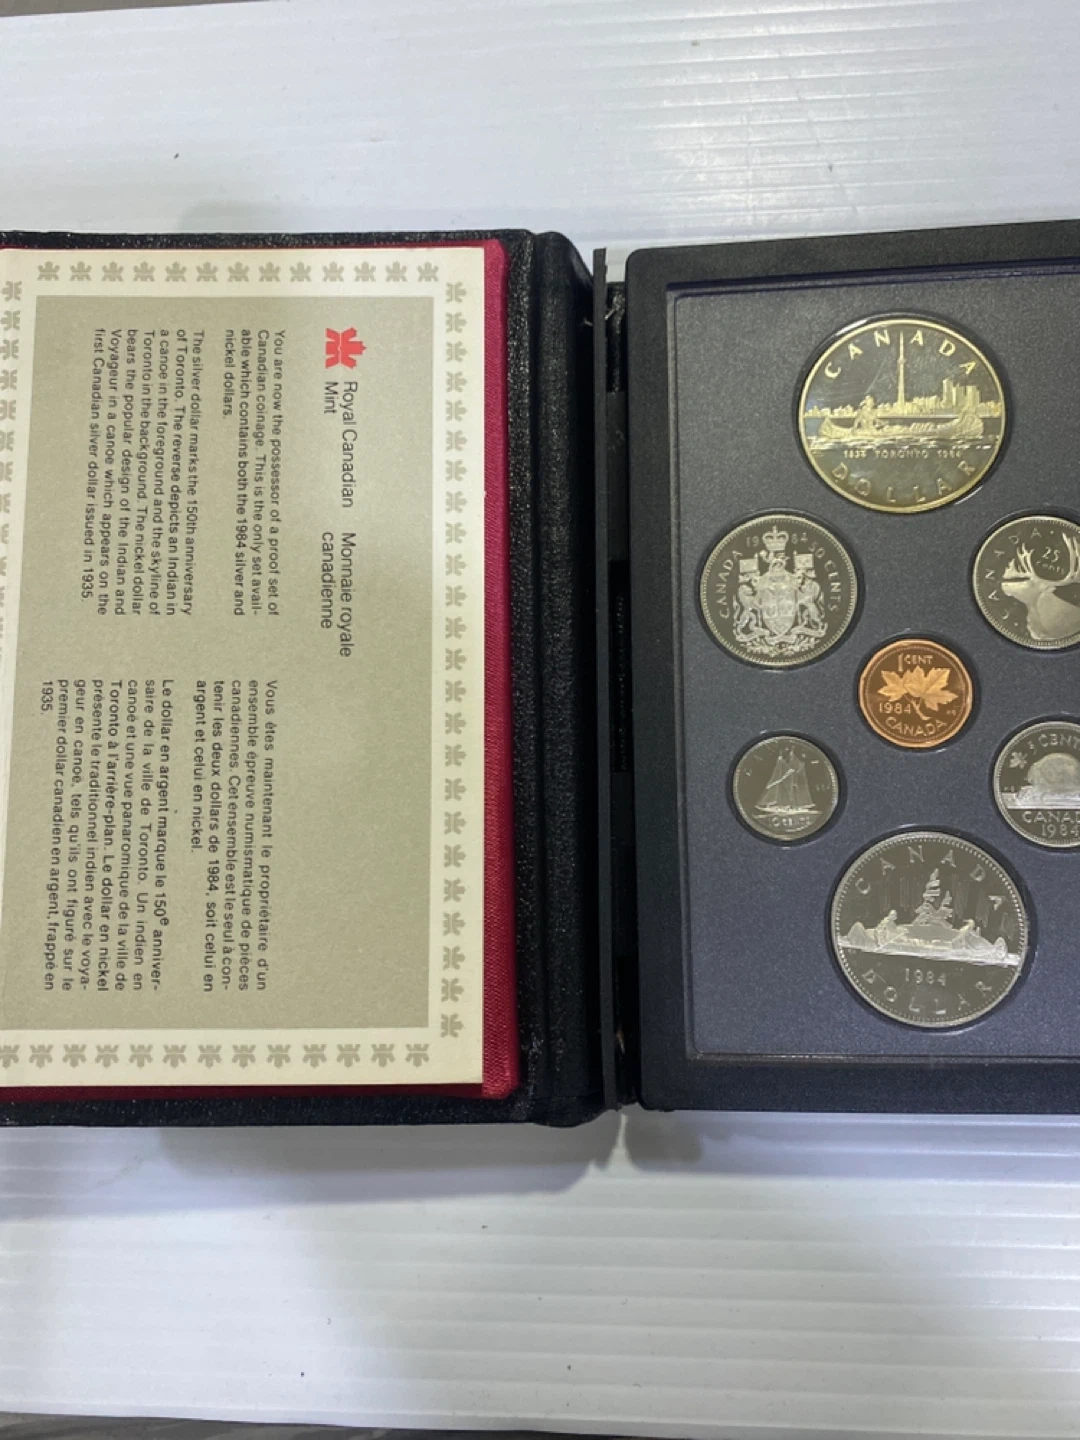 Royal Canadian
Mint
Monnaie royale
canadienne
You are now the possessor of a proof set of
Canadian coinage. This is the only set avail-
able which contains both the 1984 silver and
nickel dollars.
The silver dollar marks the 150th anniversary
of Toronto. The reverse depicts an Indian in
a canoe in the foreground and the skyline of
Toronto in the background. The nickel dollar
bears the popular design of the Indian and
Voyageur in a canoe which appears on the
first Canadian silver dollar issued in 1935.
Vous êtes maintenant le propriétaire d'un
ensemble épreuve numismatique de pièces
canadiennes. Cet ensemble est le seul à con-
tenir les deux dollars de 1984, soit celui en
argent et celui en nickel.
Le dollar en argent marque le 150e anniver-
saire de la ville de Toronto. Un indien en
canoé et une vue panaromique de la ville de
Toronto à l'arrière-plan. Le dollar en nickel
présente le traditionnel indien avec le voya-
geur en canoé, tels qu'ils ont figuré sur le
premier dollar canadien en argent, frappé en
1935.
CANADA
TORONTO 1984
DOLLAR
CANADA 1984 50 CENTS
CANADA
25
CENTS
1 CENT
1984
CANADA
5 CENT
CANAD
1984
CANADA
1984
DOLLAR